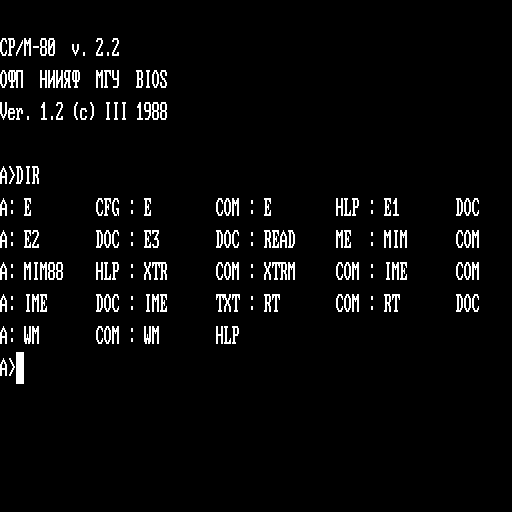 CP/M-80 v. 2.2
ОФП НИИЯФ МГУ BIOS
Ver. 1.2 (c) III 1988
A>DIR
A: E CFG : E COM : E HLP : E1 DOC
A: E2 DOC : E3 DOC : READ ME : MIM COM
A: MIM88 HLP : XTR COM : XTRM COM : IME COM
A: IME DOC : IME TXT : RT COM : RT DOC
A: WM COM : WM HLP
A>